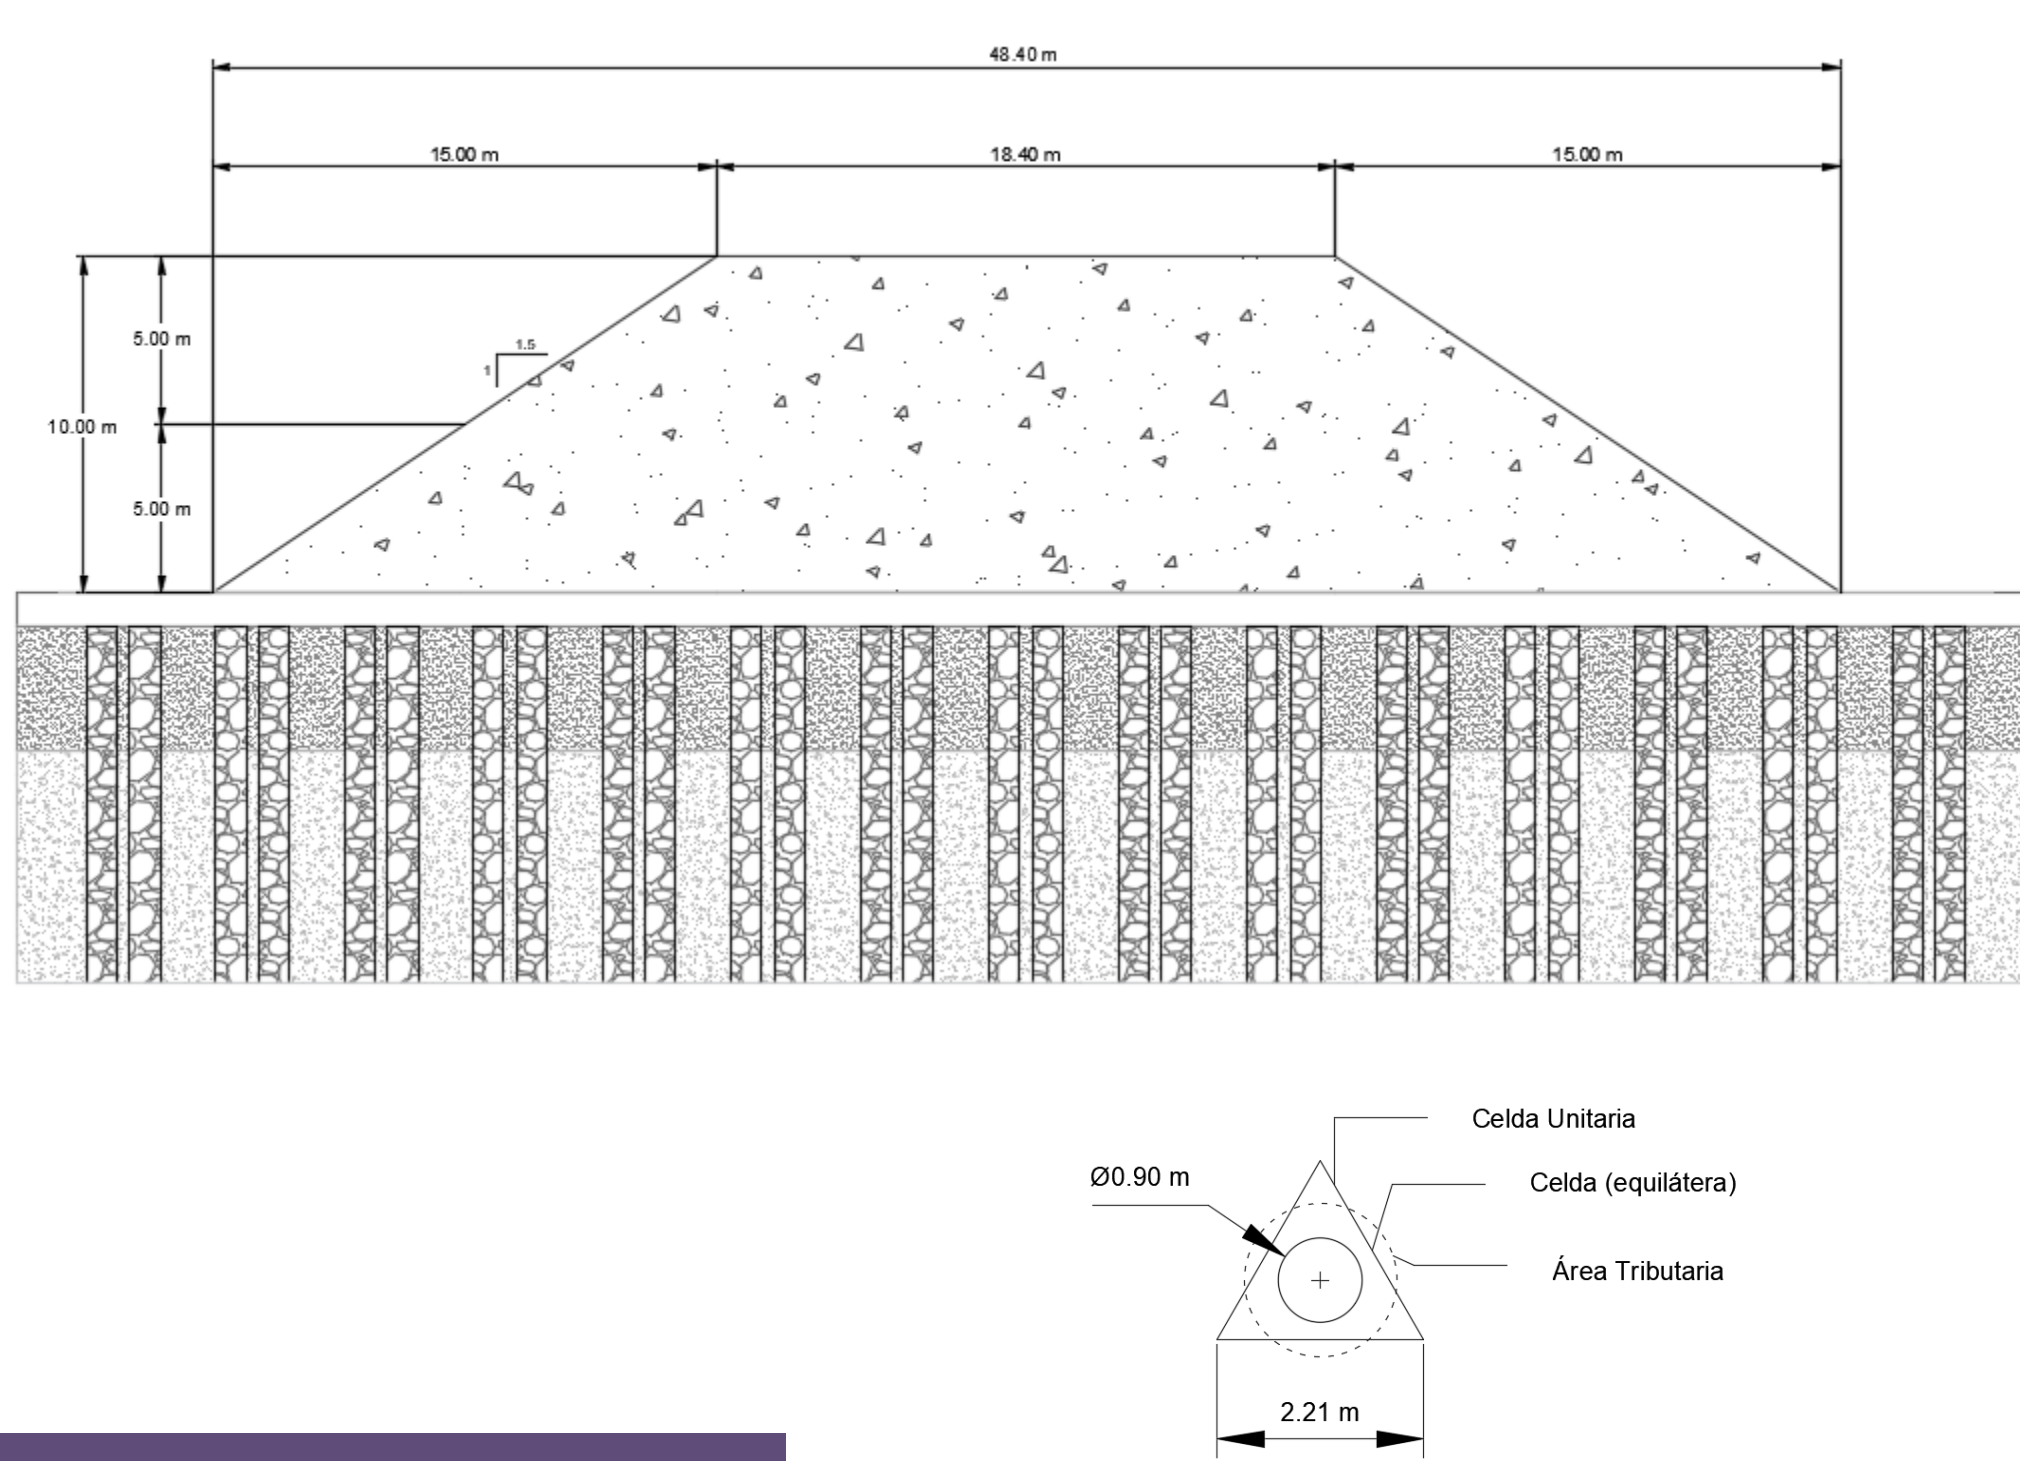 48.40 m
15.00 m
18.40 m
15.00 m
5.00 m
1.5
1
10.00 m
5.00 m
Celda Unitaria
Ø0.90 m
Celda (equilátera)
Área Tributaria
2.21 m